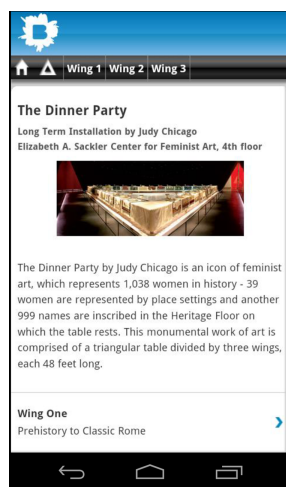 Wing 1 Wing 2 Wing 3
The Dinner Party
Long Term Installation by Judy Chicago
Elizabeth A. Sackler Center for Feminist Art, 4th floor
The Dinner Party by Judy Chicago is an icon of feminist
art, which represents 1,038 women in history - 39
women are represented by place settings and another
999 names are inscribed in the Heritage Floor on
which the table rests. This monumental work of art is
comprised of a triangular table divided by three wings,
each 48 feet long.
Wing One
Prehistory to Classic Rome